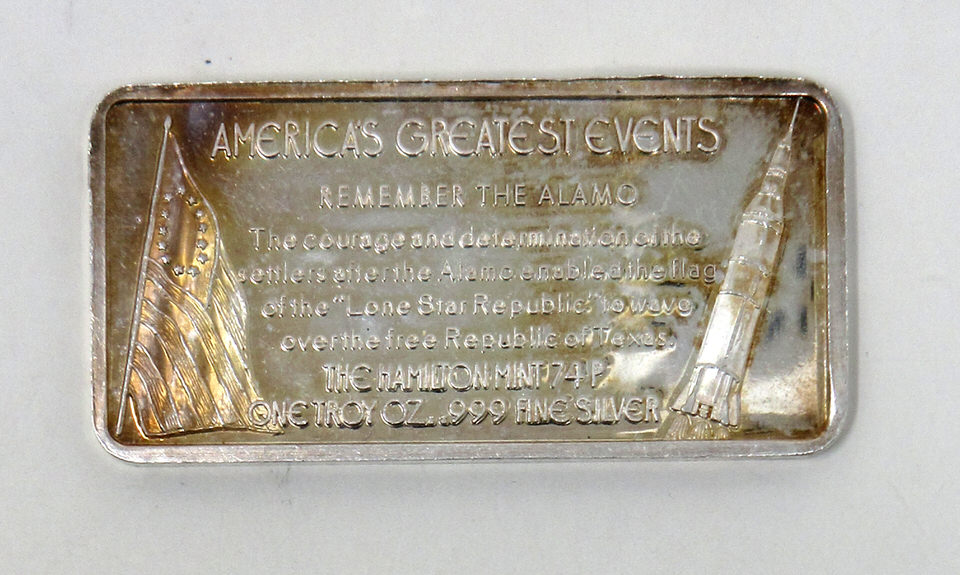 AMERICA'S GREATEST EVENTS
REMEMBER THE ALAMO
The courage and determination of the
settlers after the Alamo enabled the flag
of the "Lone Star Republic" to wave
over the free Republic of Texas.
THE HAMILTON MINT 74 P
ONE TROY OZ. .999 FINE SILVER